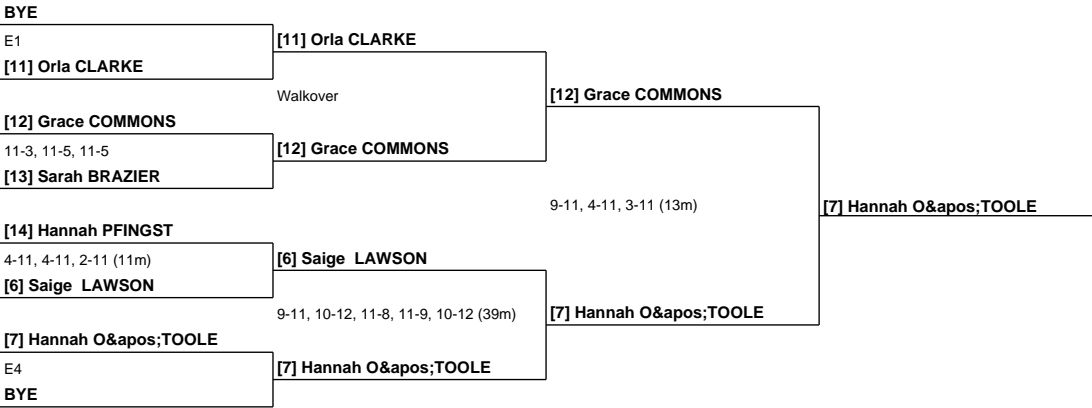 BYE
E1
[11] Orla CLARKE
[11] Orla CLARKE
Walkover
[12] Grace COMMONS
[12] Grace COMMONS
11-3, 11-5, 11-5
[12] Grace COMMONS
[13] Sarah BRAZIER
9-11, 4-11, 3-11 (13m)
[7] Hannah O&apos;TOOLE
[14] Hannah PFINGST
4-11, 4-11, 2-11 (11m)
[6] Saige  LAWSON
[6] Saige  LAWSON
9-11, 10-12, 11-8, 11-9, 10-12 (39m)
[7] Hannah O&apos;TOOLE
[7] Hannah O&apos;TOOLE
E4
[7] Hannah O&apos;TOOLE
BYE